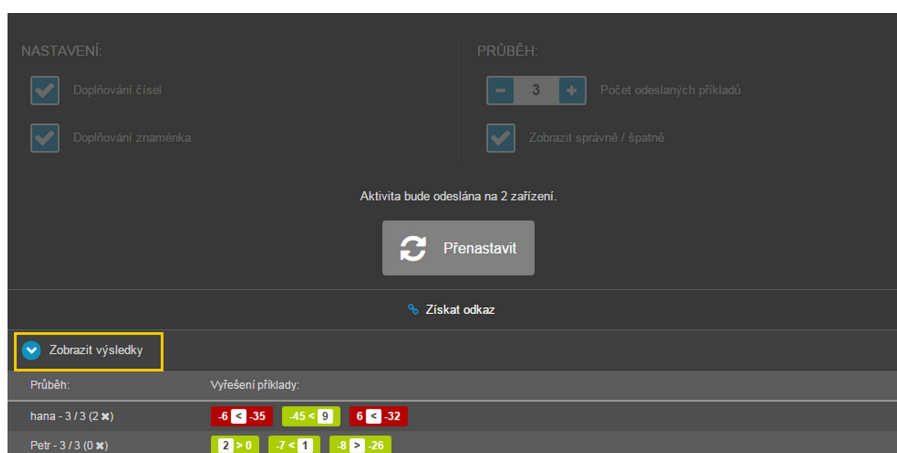 NASTAVENÍ:
PRŮBĚH:
Doplňování čísel
− 3 + Počet odeslaných příkladů
Doplňování znaménka
Zobrazit správně / špatně
Aktivita bude odeslána na 2 zařízení.
Přenastavit
Získat odkaz
Zobrazit výsledky
Průběh: Vyřešení příklady:
hana - 3 / 3 (2 ✖) -6 < -35 -45 < 9 6 < -32
Petr - 3 / 3 (0 ✖) 2 > 0 -7 < 1 -8 > -26